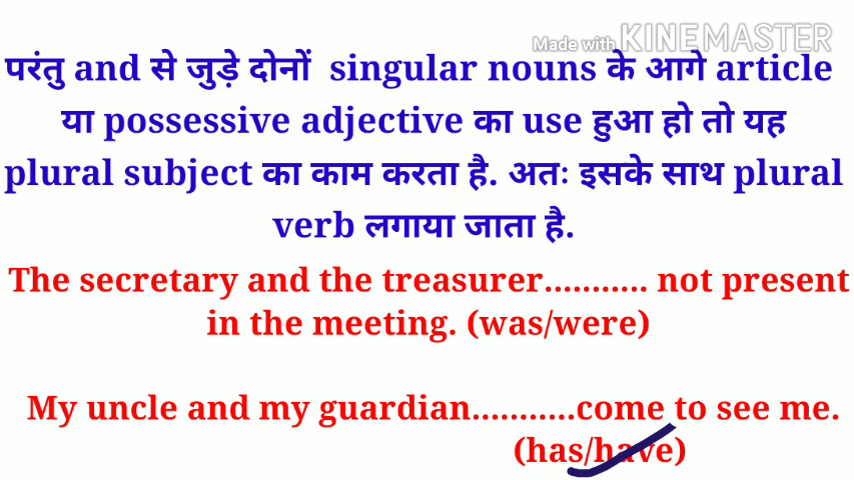 Made with KINEMASTER
परंतु and से जुड़े दोनों singular nouns के आगे article
या possessive adjective का use हुआ हो तो यह
plural subject का काम करता है. अतः इसके साथ plural
verb लगाया जाता है.
The secretary and the treasurer........... not present
in the meeting. (was/were)
My uncle and my guardian...........come to see me.
(has/have)